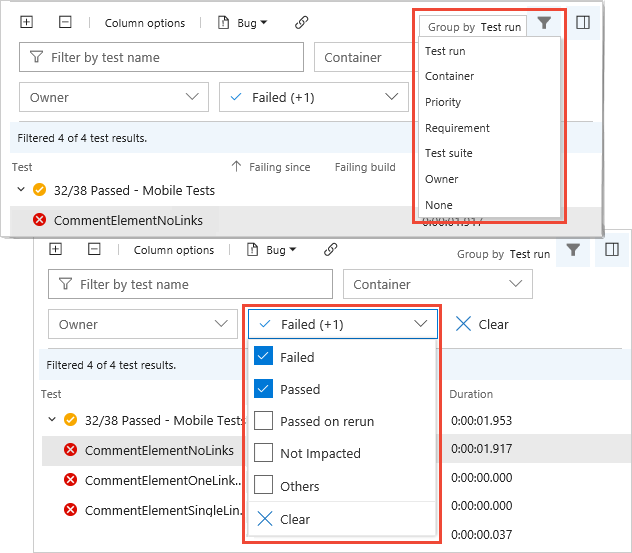 Column options Bug Group by Test run
Filter by test name Container
Test run
Container
Owner Failed (+1)
Priority
Requirement
Filtered 4 of 4 test results.
Test suite
Test Failing since Failing build
Owner
32/38 Passed - Mobile Tests
None
CommentElementNoLinks 0:00:01.917
Column options Bug Group by Test run
Filter by test name Container
Owner Failed (+1) Clear
Filtered 4 of 4 test results.
Failed
Passed
Test Duration
32/38 Passed - Mobile Tests Passed on rerun 0:00:01.953
CommentElementNoLinks Not Impacted 0:00:01.917
CommentElementOneLink... Others 0:00:00.000
CommentElementSingleLin... Clear 0:00:00.000
0:00:00.037